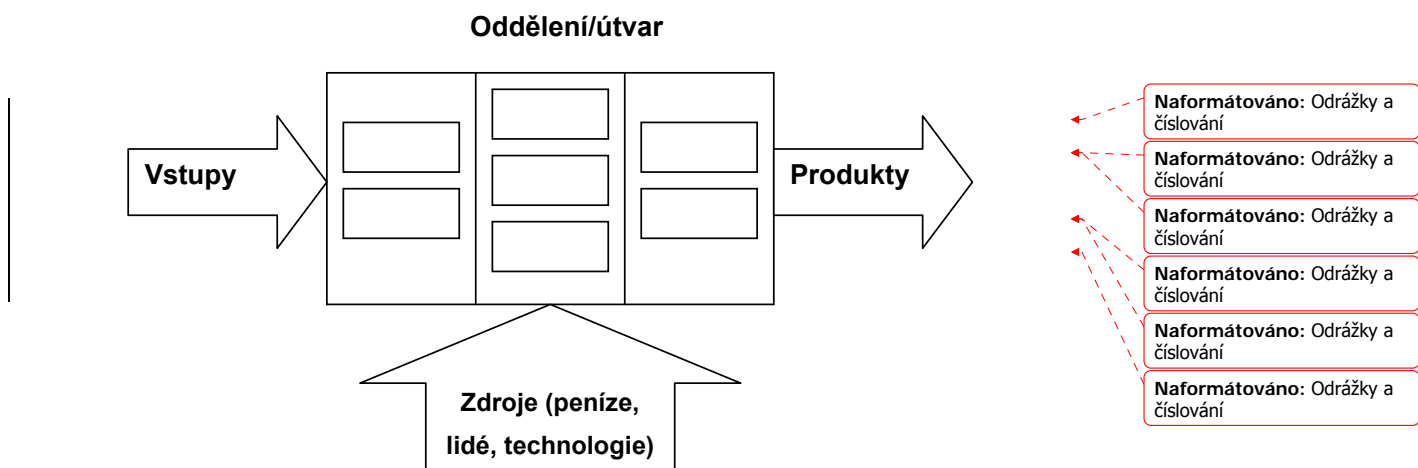 Oddělení/útvar
Vstupy
Produkty
Zdroje (peníze,
lidé, technologie)
Naformátováno: Odrážky a
číslování
Naformátováno: Odrážky a
číslování
Naformátováno: Odrážky a
číslování
Naformátováno: Odrážky a
číslování
Naformátováno: Odrážky a
číslování
Naformátováno: Odrážky a
číslování